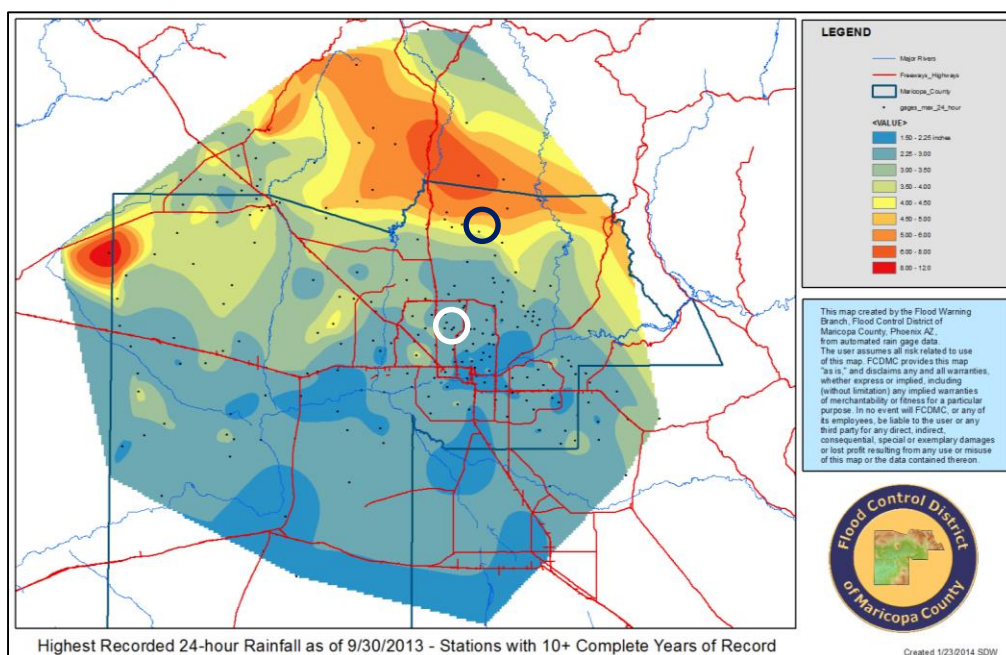 LEGEND
Major Rivers
Freeways_Highways
Maricopa_County
gages_max_24_hour
<VALUE>
1.50 - 2.25 inches
2.25 - 3.00
3.00 - 3.50
3.50 - 4.00
4.00 - 4.50
4.50 - 5.00
5.00 - 6.00
6.00 - 8.00
8.00 - 12.0
This map created by the Flood Warning
Branch, Flood Control District of
Maricopa County, Phoenix AZ,
from automated rain gage data.
The user assumes all risk related to use
of this map. FCDMC provides this map
"as is," and disclaims any and all warranties,
whether express or implied, including
(without limitation) any implied warranties
of merchantability or fitness for a particular
purpose. In no event will FCDMC, or any of
its employees, be liable to the user or any
third party for any direct, indirect,
consequential, special or exemplary damages
or lost profit resulting from any use or misuse
of this map or the data contained thereon.
Flood Control District
of Maricopa County
Highest Recorded 24-hour Rainfall as of 9/30/2013 - Stations with 10+ Complete Years of Record
Created 1/23/2014 SDW